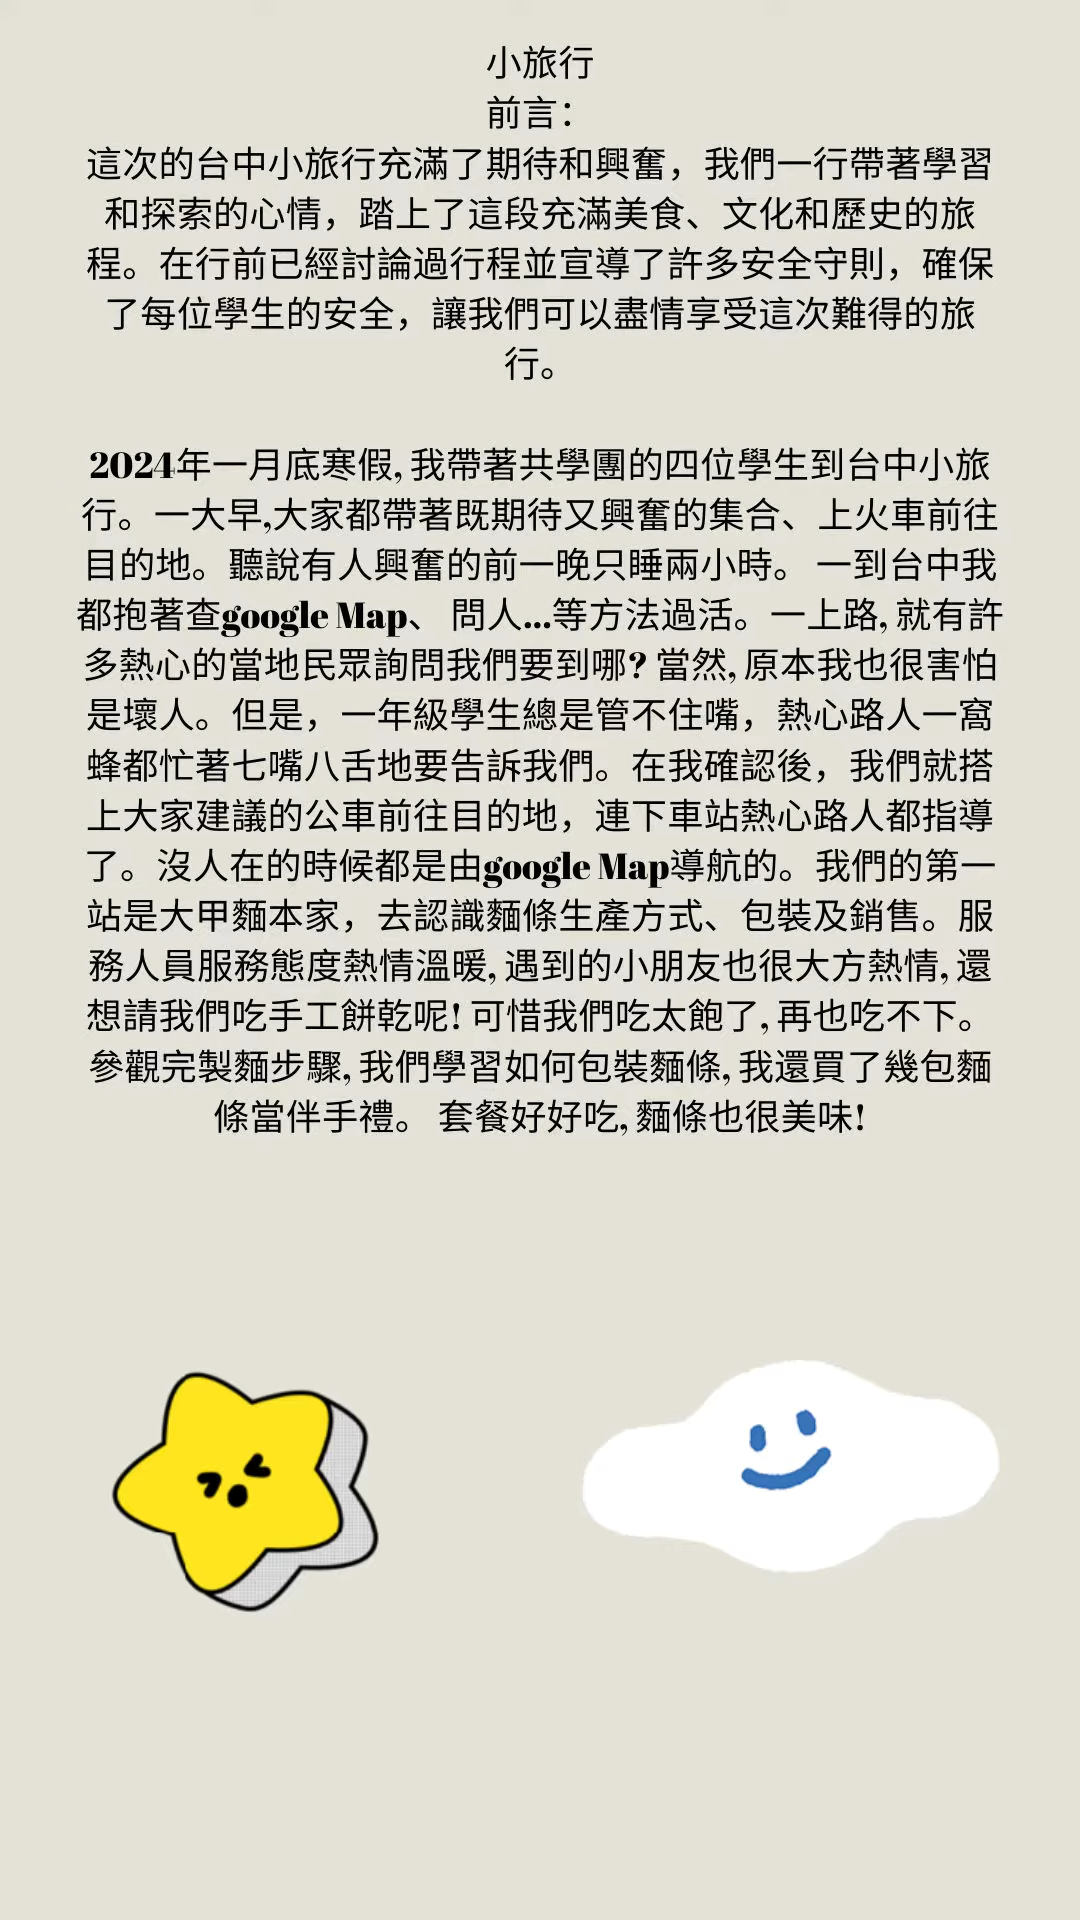 小旅行
前言：
這次的台中小旅行充滿了期待和興奮，我們一行帶著學習
和探索的心情，踏上了這段充滿美食、文化和歷史的旅
程。在行前已經討論過行程並宣導了許多安全守則，確保
了每位學生的安全，讓我們可以盡情享受這次難得的旅
行。
2024年一月底寒假,我帶著共學團的四位學生到台中小旅
行。一大早,大家都帶著既期待又興奮的集合、上火車前往
目的地。聽說有人興奮的前一晚只睡兩小時。 一到台中我
都抱著查google Map、 問人...等方法過活。一上路,就有許
多熱心的當地民眾詢問我們要到哪? 當然,原本我也很害怕
是壞人。但是，一年級學生總是管不住嘴，熱心路人一窩
蜂都忙著七嘴八舌地要告訴我們。在我確認後，我們就搭
上大家建議的公車前往目的地，連下車站熱心路人都指導
了。沒人在的時候都是由google Map導航的。我們的第一
站是大甲麵本家，去認識麵條生產方式、包裝及銷售。服
務人員服務態度熱情溫暖,遇到的小朋友也很大方熱情,還
想請我們吃手工餅乾呢! 可惜我們吃太飽了,再也吃不下。
參觀完製麵步驟,我們學習如何包裝麵條,我還買了幾包麵
條當伴手禮。 套餐好好吃,麵條也很美味!